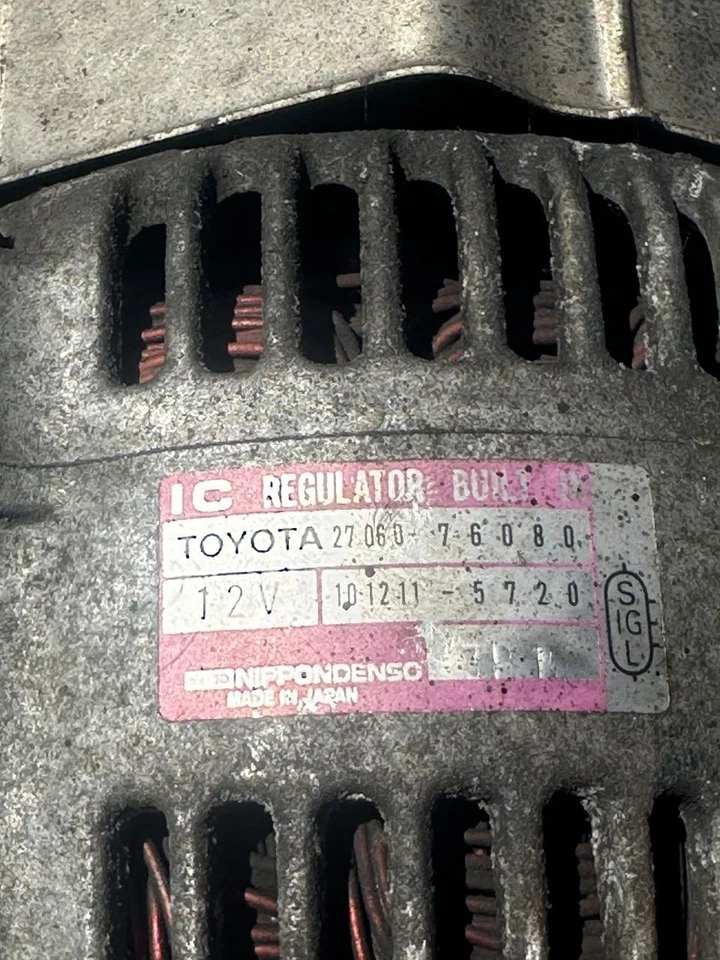 IC REGULATOR BUILT IN
TOYOTA 27060-76080
12V 101211-5720
NIPPONDENSO
MADE IN JAPAN
S
IG
L